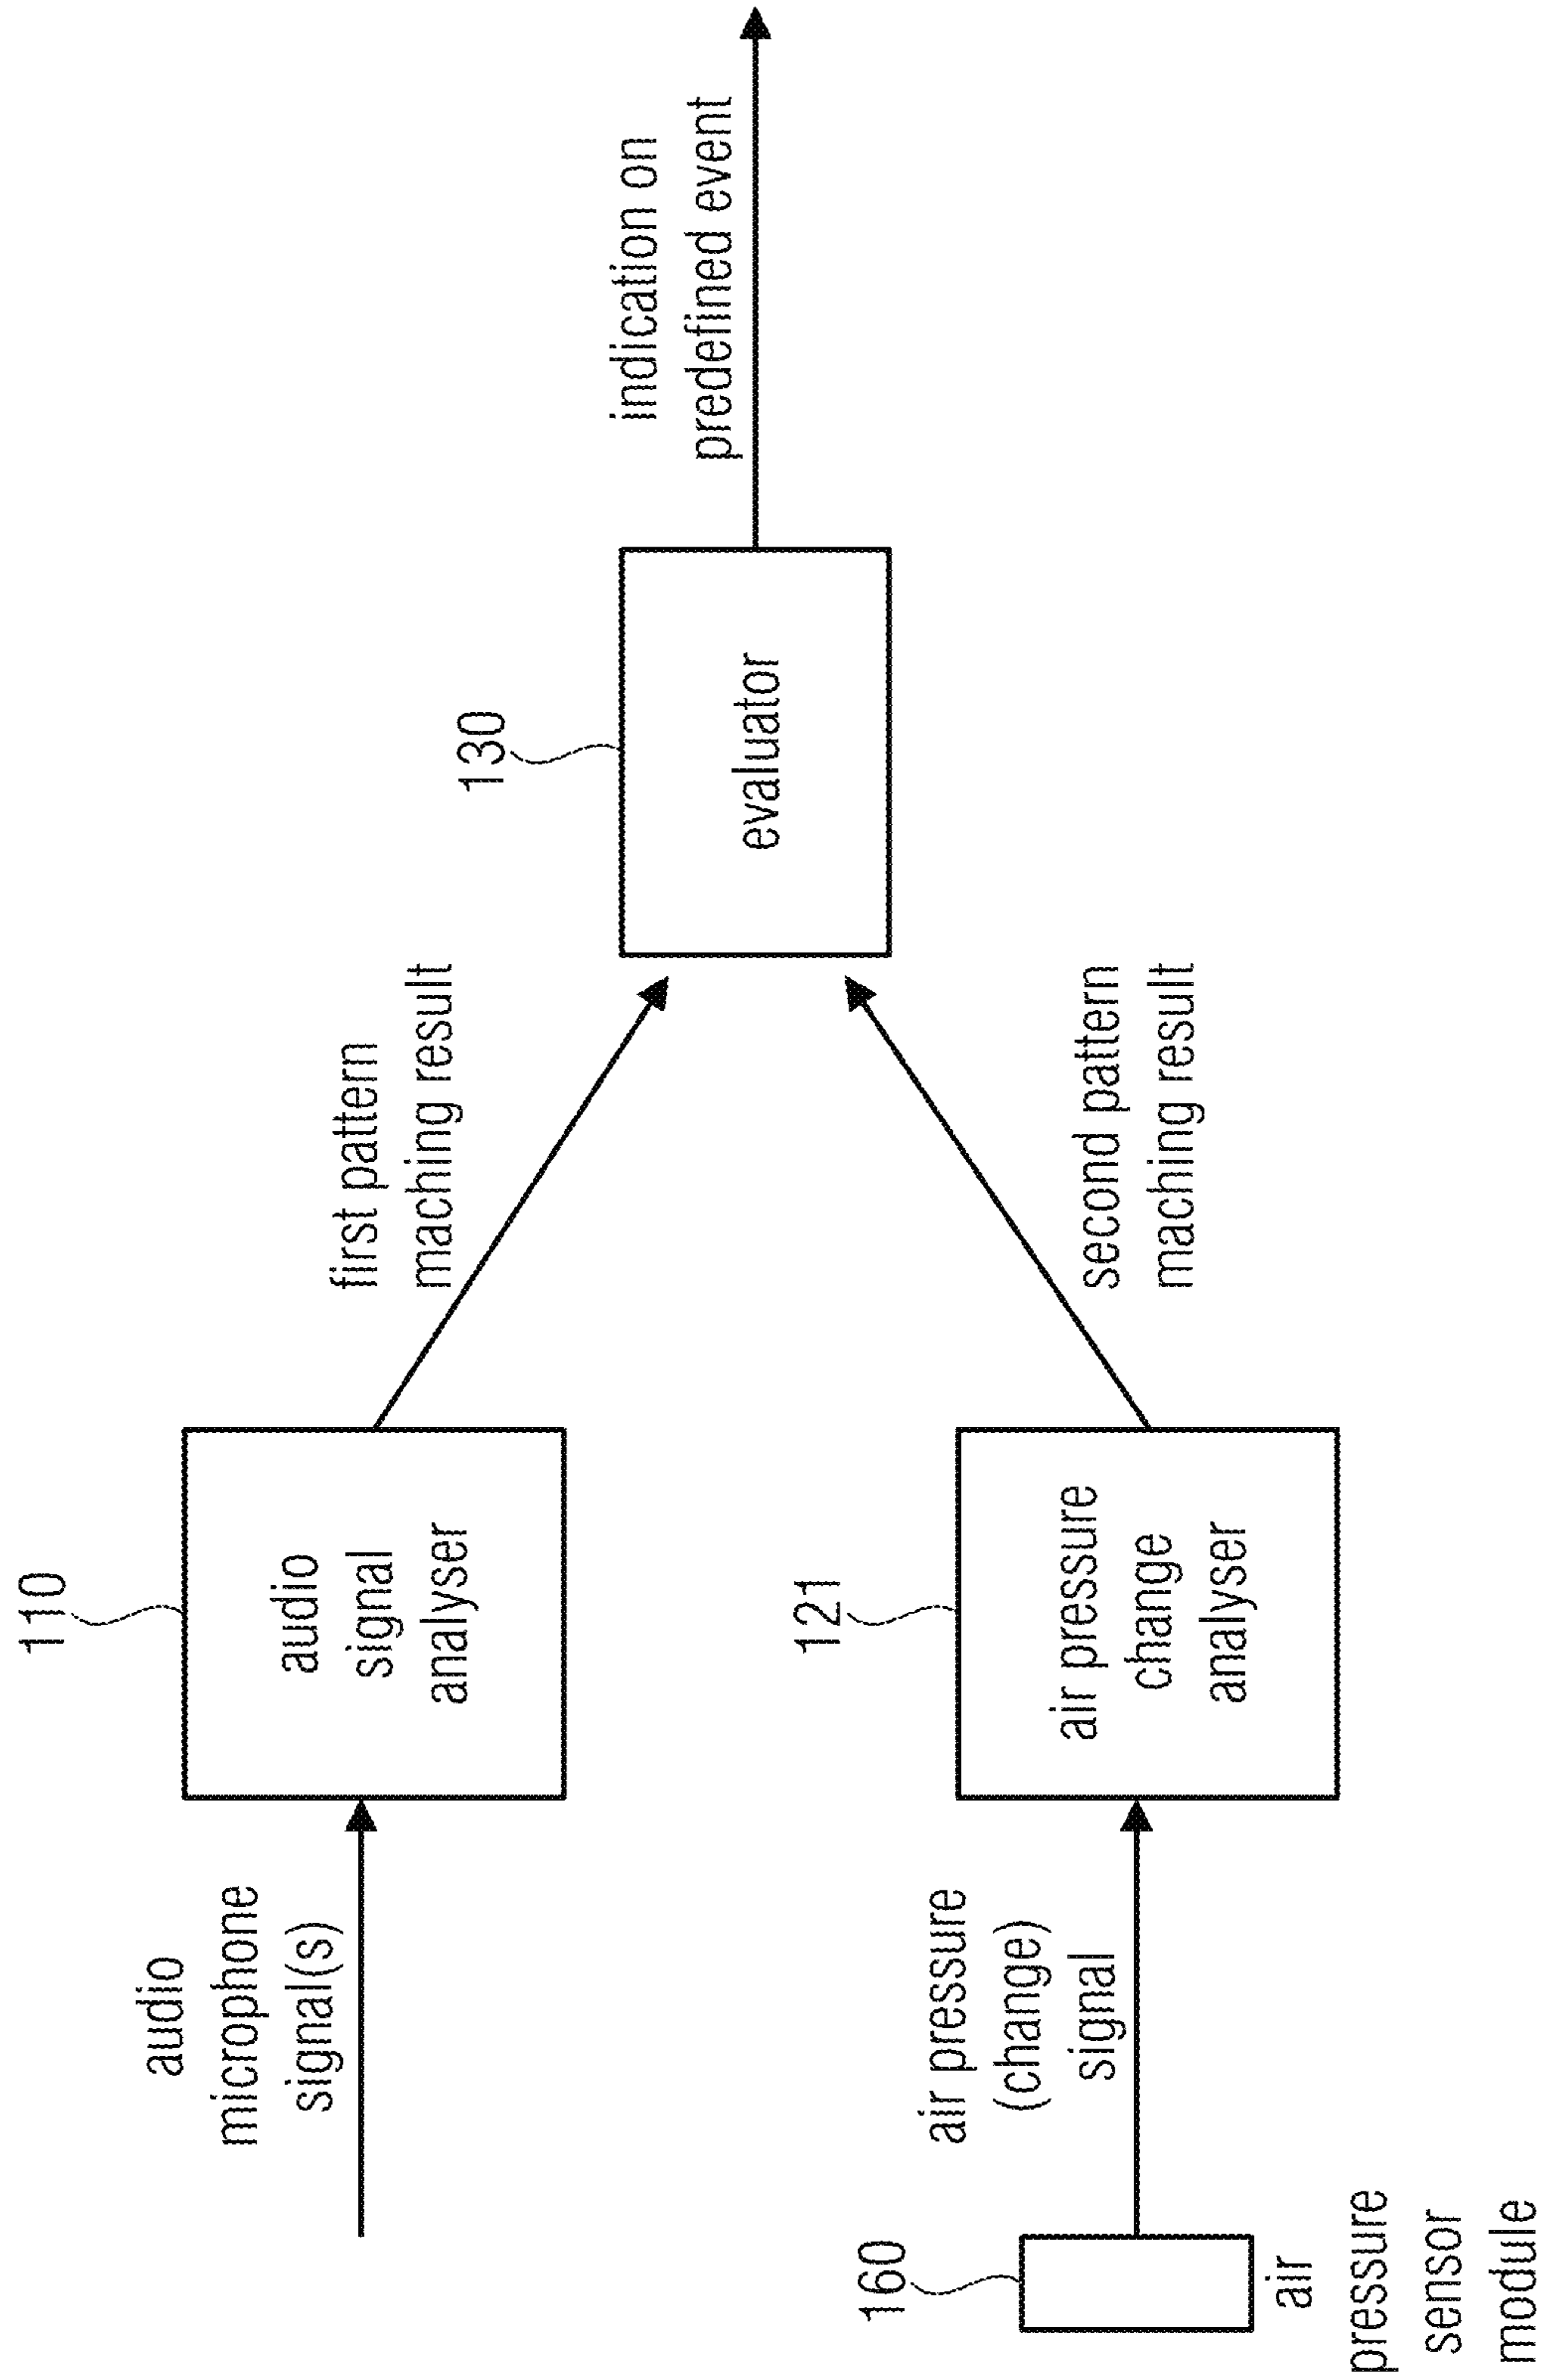 110
audio
microphone
signal(s)
audio
signal
analyser
first pattern
maching result
130
evaluator
indication on
predefined event
160
air
pressure
sensor
module
air pressure
(change)
signal
121
air pressure
change
analyser
second pattern
maching result